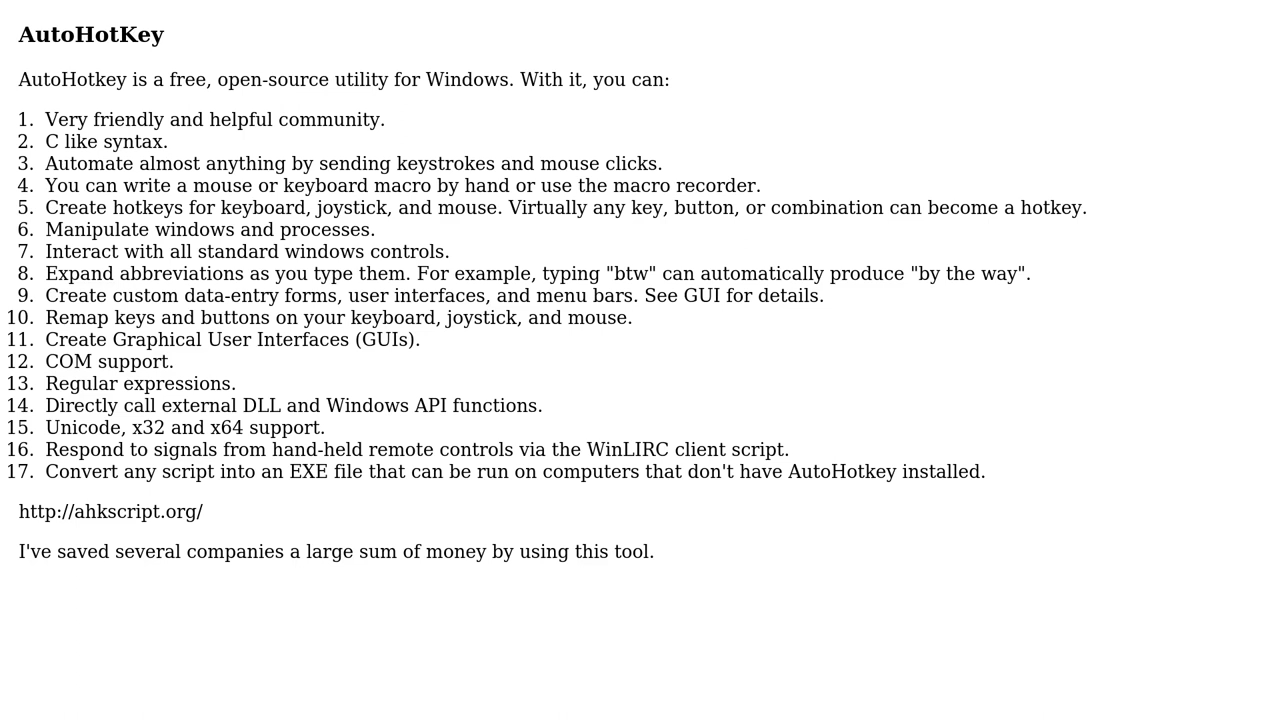 AutoHotKey
AutoHotkey is a free, open-source utility for Windows. With it, you can:
1. Very friendly and helpful community.
2. C like syntax.
3. Automate almost anything by sending keystrokes and mouse clicks.
4. You can write a mouse or keyboard macro by hand or use the macro recorder.
5. Create hotkeys for keyboard, joystick, and mouse. Virtually any key, button, or combination can become a hotkey.
6. Manipulate windows and processes.
7. Interact with all standard windows controls.
8. Expand abbreviations as you type them. For example, typing "btw" can automatically produce "by the way".
9. Create custom data-entry forms, user interfaces, and menu bars. See GUI for details.
10. Remap keys and buttons on your keyboard, joystick, and mouse.
11. Create Graphical User Interfaces (GUIs).
12. COM support.
13. Regular expressions.
14. Directly call external DLL and Windows API functions.
15. Unicode, x32 and x64 support.
16. Respond to signals from hand-held remote controls via the WinLIRC client script.
17. Convert any script into an EXE file that can be run on computers that don't have AutoHotkey installed.
http://ahkscript.org/
I've saved several companies a large sum of money by using this tool.